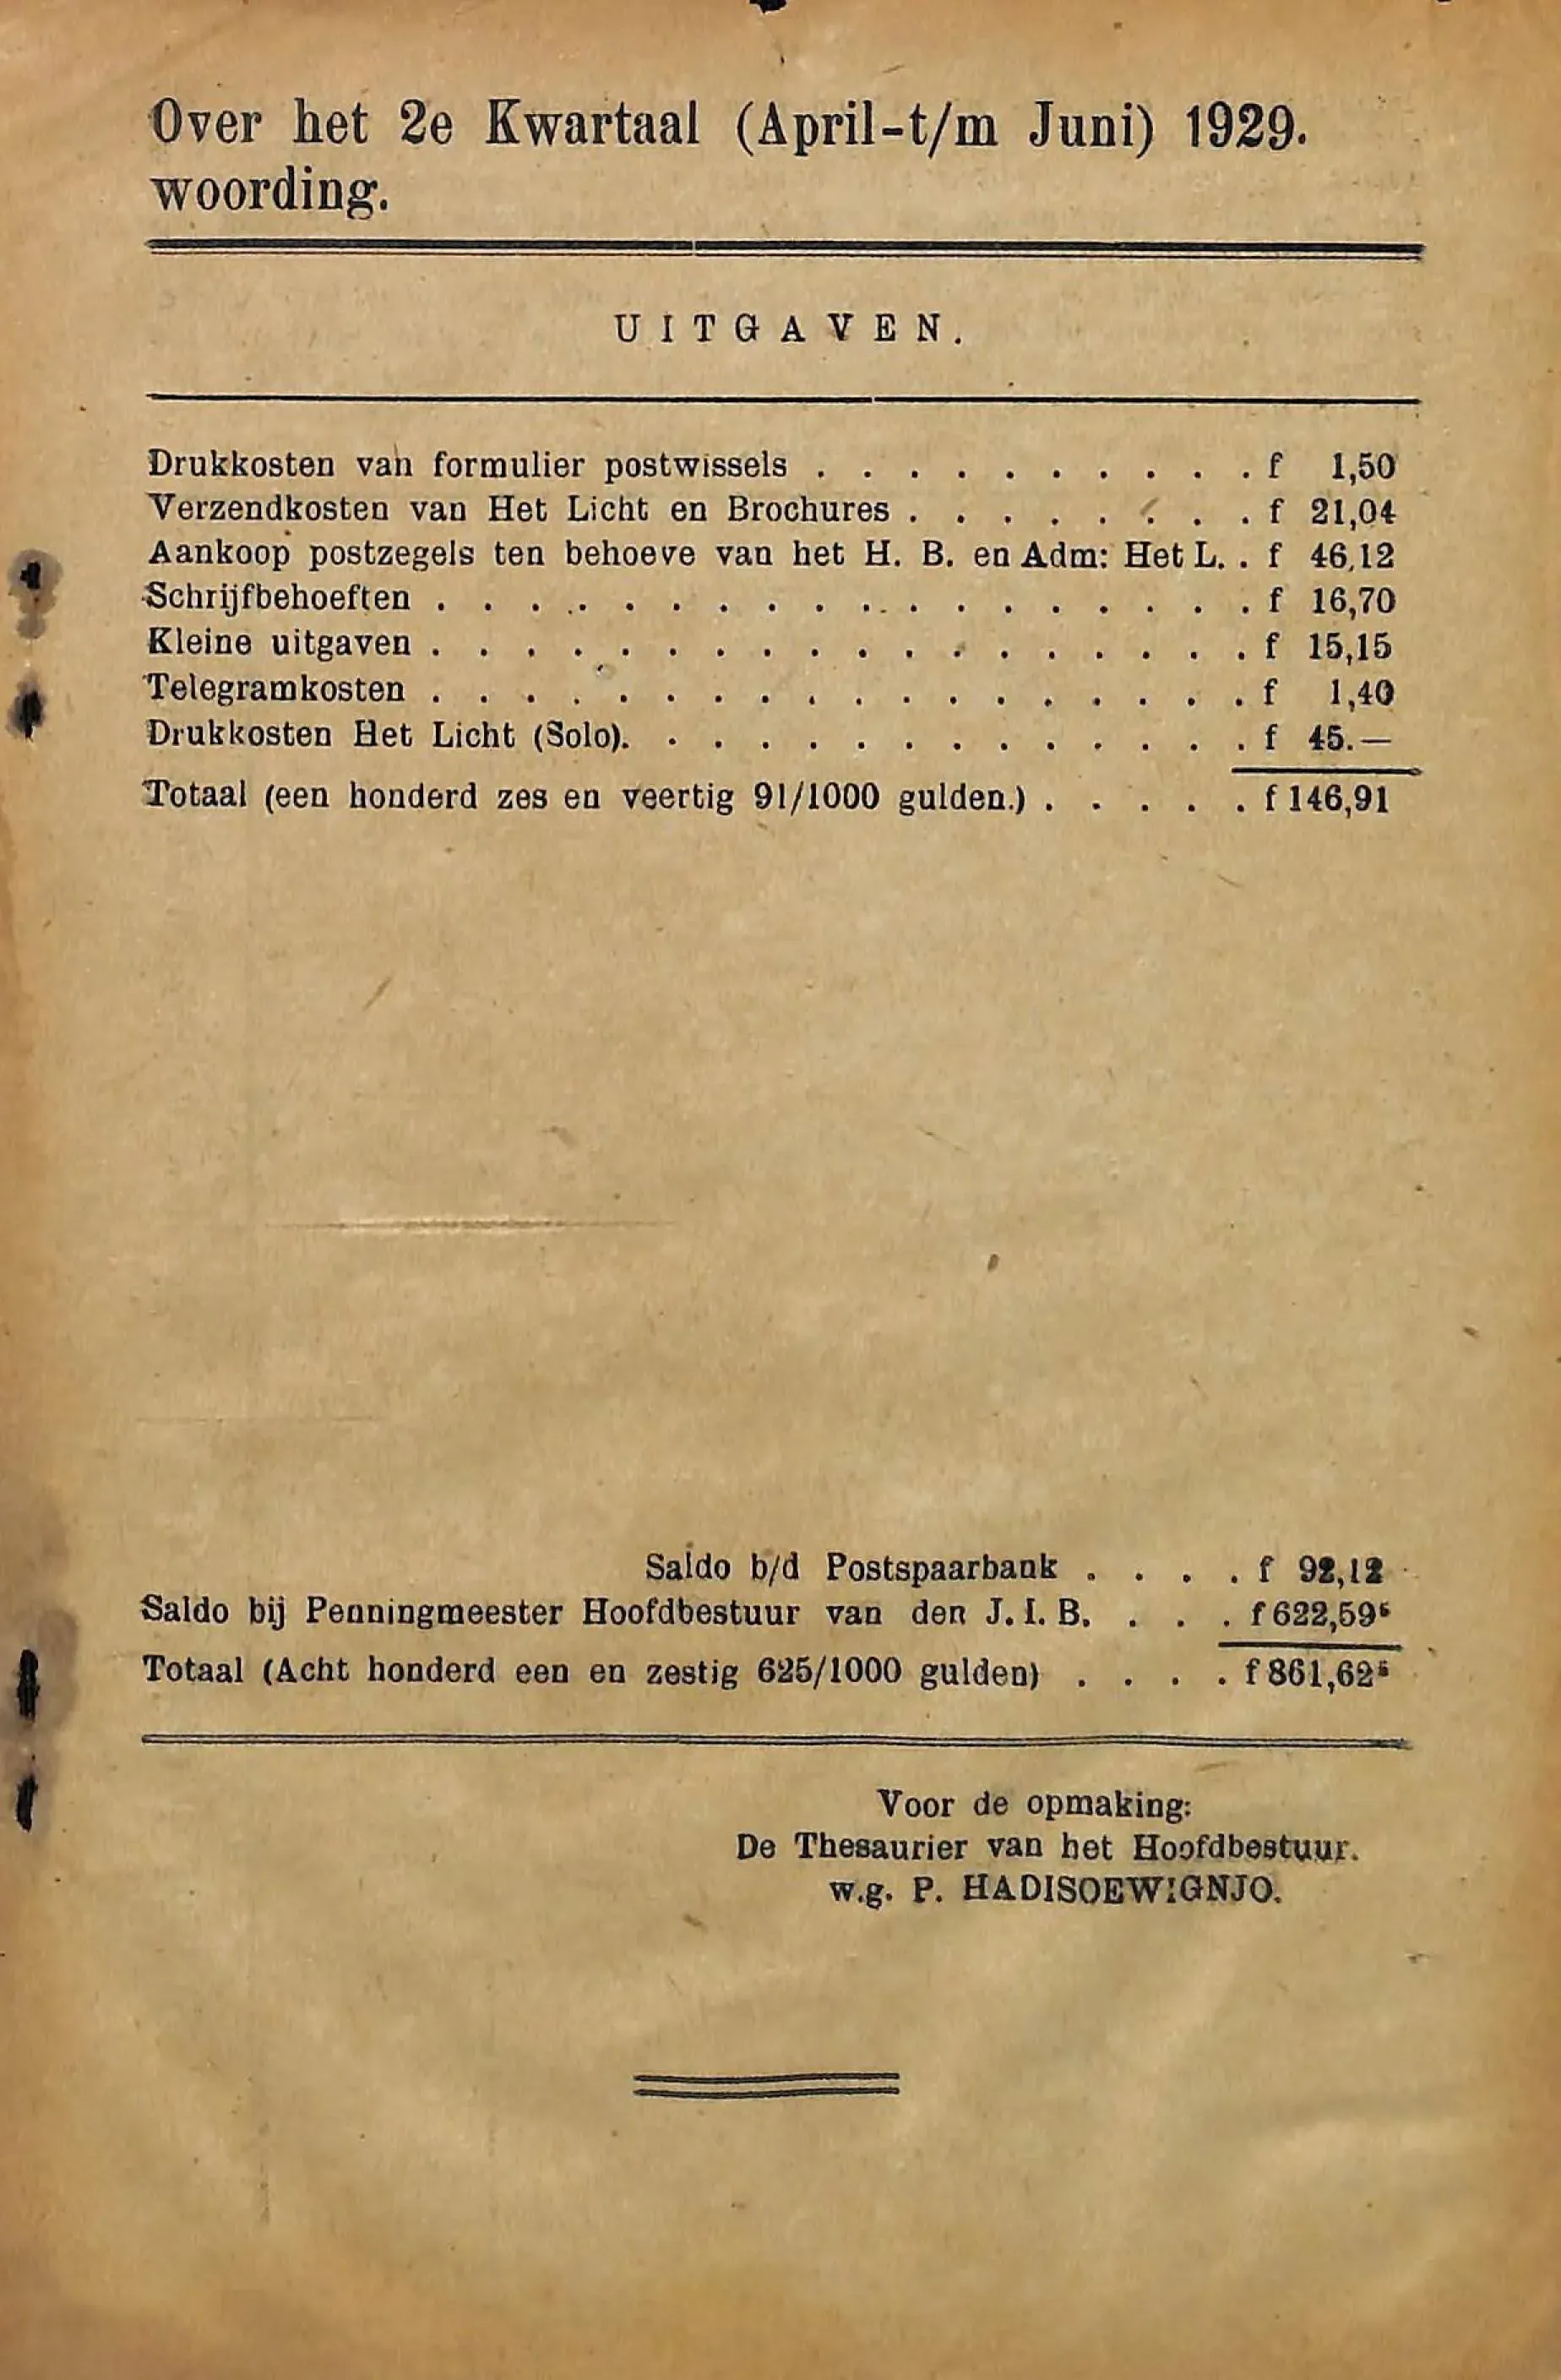 Over het 2e Kwartaal (April-t/m Juni) 1929.
woording.
UITGAVEN.
Drukkosten van formulier postwissels . . . . . . . . . . f 1,50
Verzendkosten van Het Licht en Brochures . . . . . . . . f 21,04
Aankoop postzegels ten behoeve van het H. B. en Adm: Het L. . f 46,12
Schrijfbehoeften . . . . . . . . . . . . . . . . . . f 16,70
Kleine uitgaven . . . . . . . . . . . . . . . . . . f 15,15
Telegramkosten . . . . . . . . . . . . . . . . . . f 1,40
Drukkosten Het Licht (Solo). . . . . . . . . . . . . . f 45.—
Totaal (een honderd zes en veertig 91/1000 gulden.) . . . . . f 146,91
Saldo b/d Postspaarbank . . . . f 92,12
Saldo bij Penningmeester Hoofdbestuur van den J. I. B. . . . f 622,59⁵
Totaal (Acht honderd een en zestig 625/1000 gulden) . . . . f 861,62⁵
Voor de opmaking:
De Thesaurier van het Hoofdbestuur.
w.g. P. HADISOEWIGNJO.